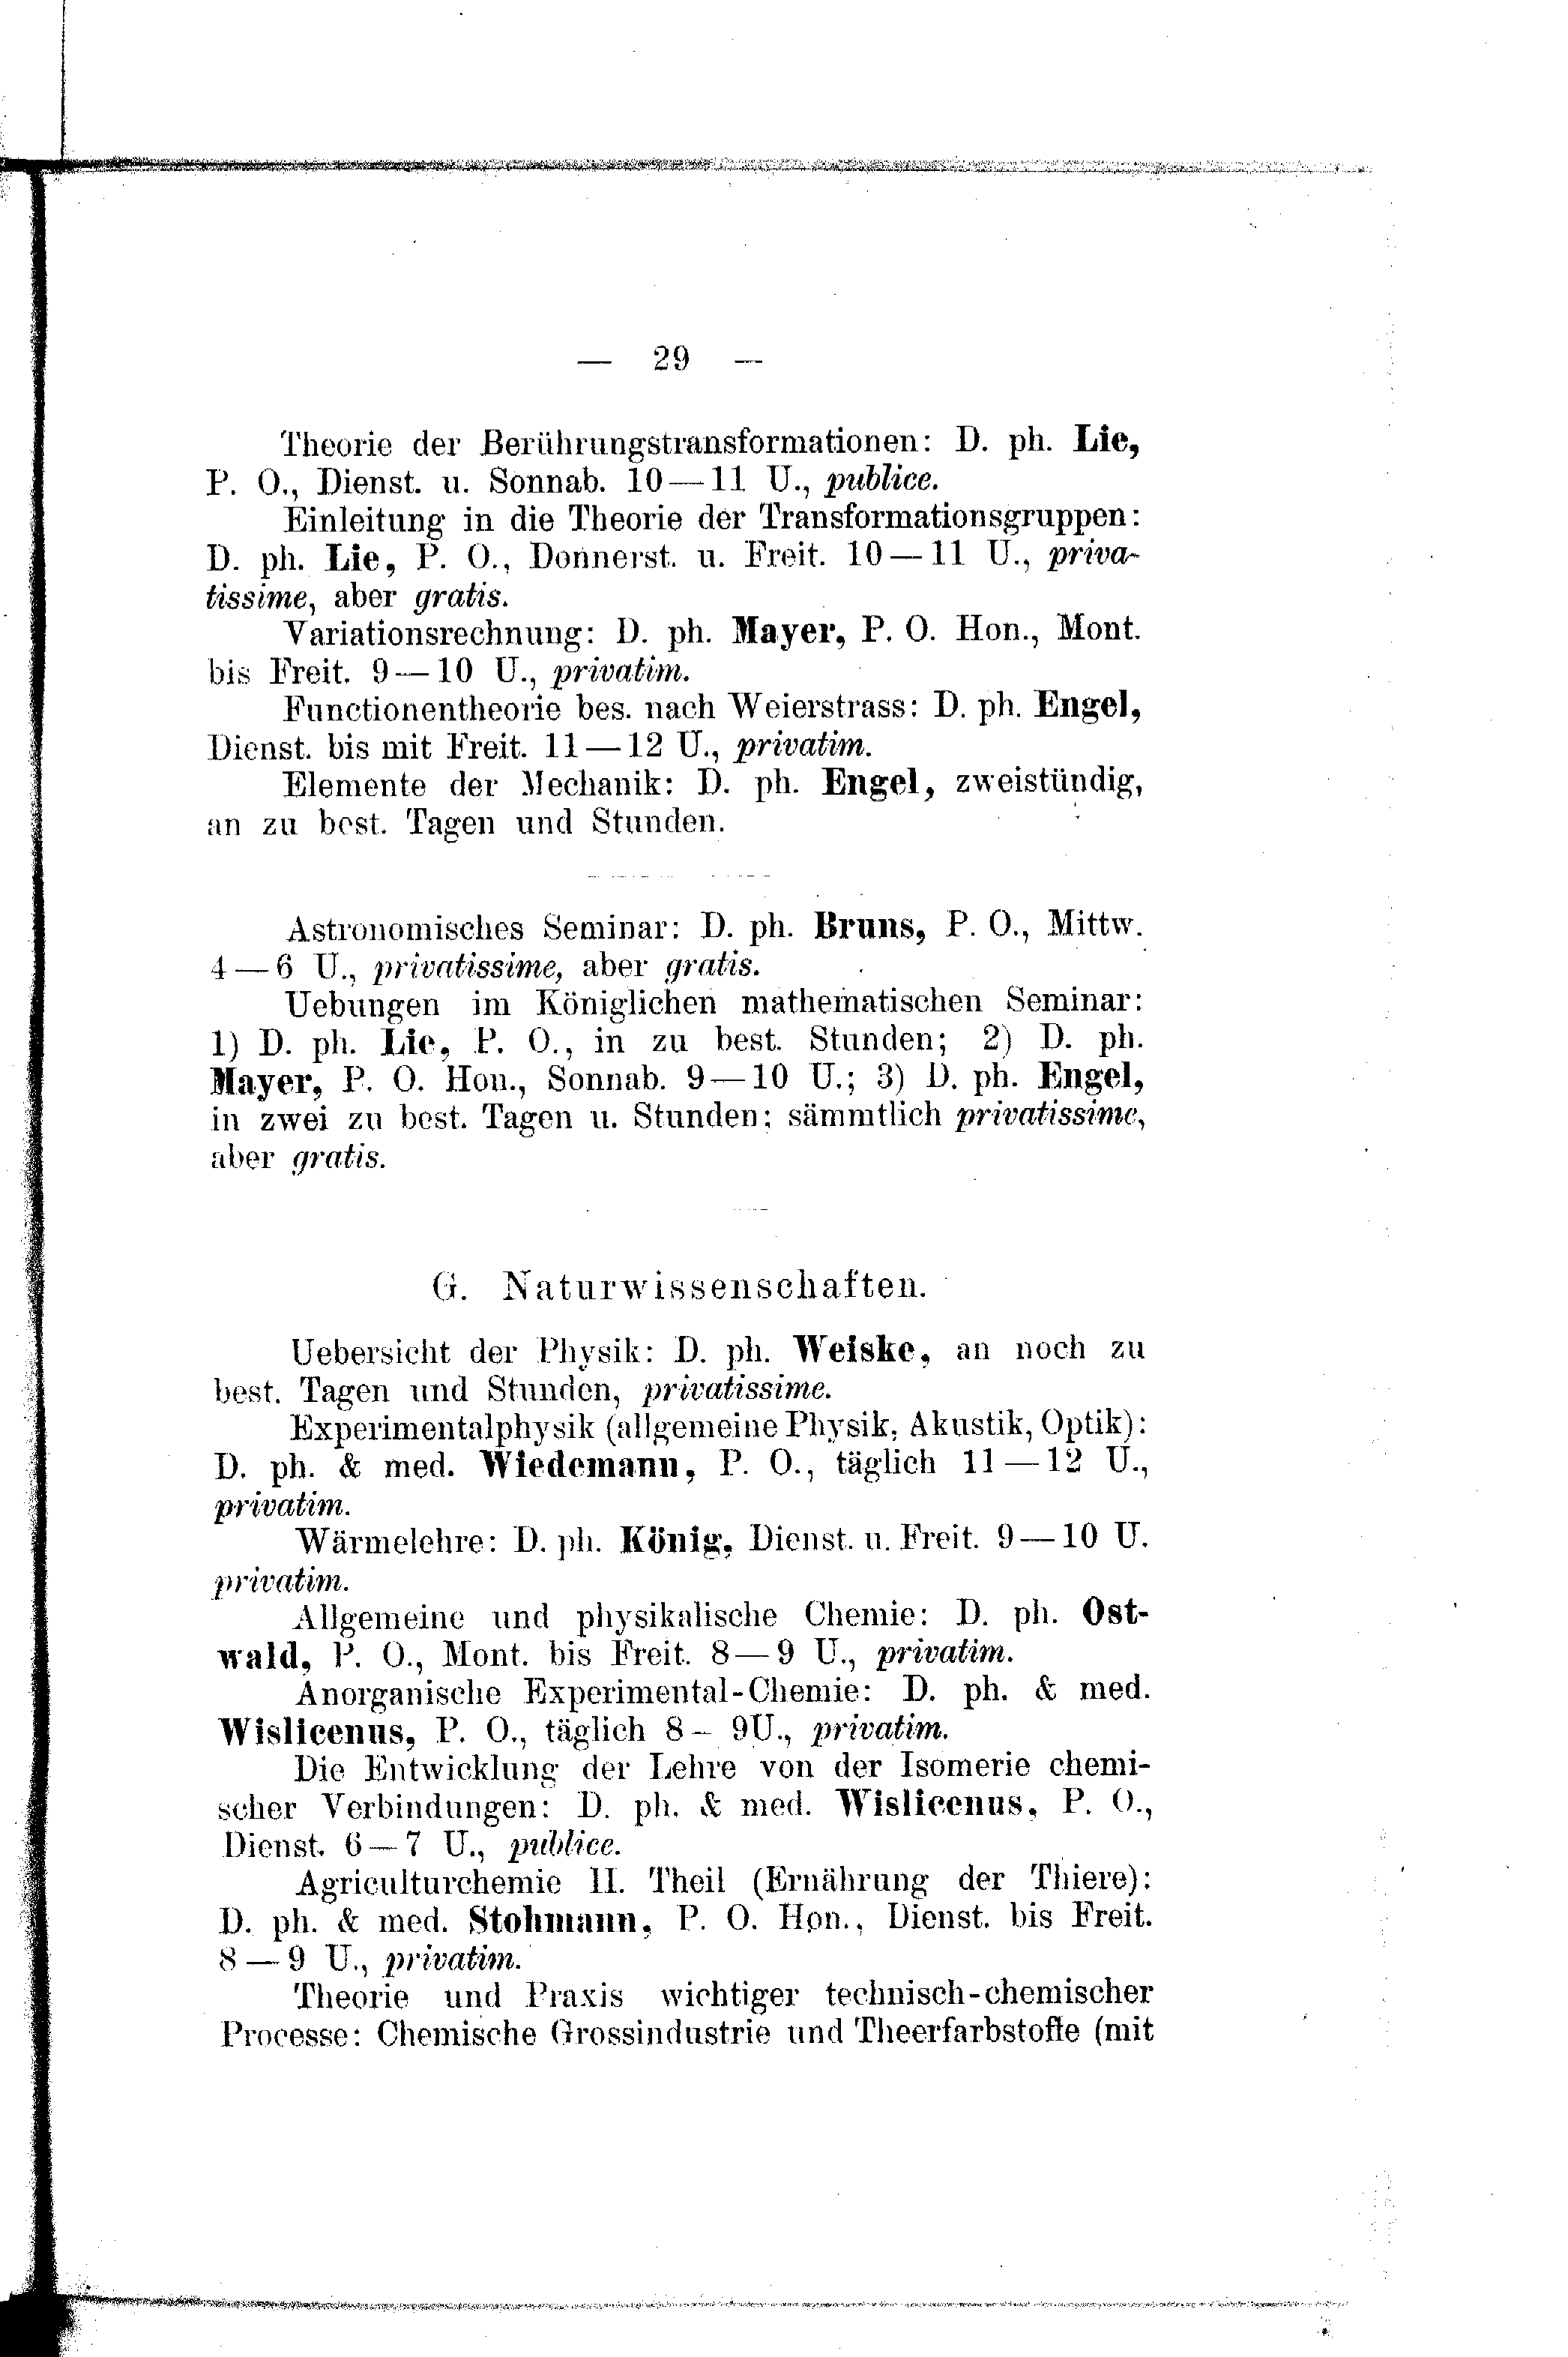 — 29 —
Theorie der Berührungstransformationen: D. ph. Lie,
P. O., Dienst. u. Sonnab. 10—11 U., publice.
Einleitung in die Theorie der Transformationsgruppen:
D. ph. Lie, P. O., Donnerst. u. Freit. 10—11 U., priva-
tissime, aber gratis.
Variationsrechnung: D. ph. Mayer, P. O. Hon., Mont.
bis Freit. 9—10 U., privatim.
Functionentheorie bes. nach Weierstrass: D. ph. Engel,
Dienst. bis mit Freit. 11—12 U., privatim.
Elemente der Mechanik: D. ph. Engel, zweistündig,
an zu best. Tagen und Stunden.
Astronomisches Seminar: D. ph. Bruns, P. O., Mittw.
4—6 U., privatissime, aber gratis.
Uebungen im Königlichen mathematischen Seminar:
1) D. ph. Lie, P. O., in zu best. Stunden; 2) D. ph.
Mayer, P. O. Hon., Sonnab. 9—10 U.; 3) D. ph. Engel,
in zwei zu best. Tagen u. Stunden; sämmtlich privatissime,
aber gratis.
G. Naturwissenschaften.
Uebersicht der Physik: D. ph. Weiske, an noch zu
best. Tagen und Stunden, privatissime.
Experimentalphysik (allgemeine Physik, Akustik, Optik):
D. ph. & med. Wiedemann, P. O., täglich 11—12 U.,
privatim.
Wärmelehre: D. ph. König, Dienst. u. Freit. 9—10 U.
privatim.
Allgemeine und physikalische Chemie: D. ph. Ost-
wald, P. O., Mont. bis Freit. 8—9 U., privatim.
Anorganische Experimental-Chemie: D. ph. & med.
Wislicenus, P. O., täglich 8—9U., privatim.
Die Entwicklung der Lehre von der Isomerie chemi-
scher Verbindungen: D. ph. & med. Wislicenus, P. O.,
Dienst. 6—7 U., publice.
Agriculturchemie II. Theil (Ernährung der Thiere):
D. ph. & med. Stohmann, P. O. Hon., Dienst. bis Freit.
8—9 U., privatim.
Theorie und Praxis wichtiger technisch-chemischer
Processe: Chemische Grossindustrie und Theerfarbstoffe (mit